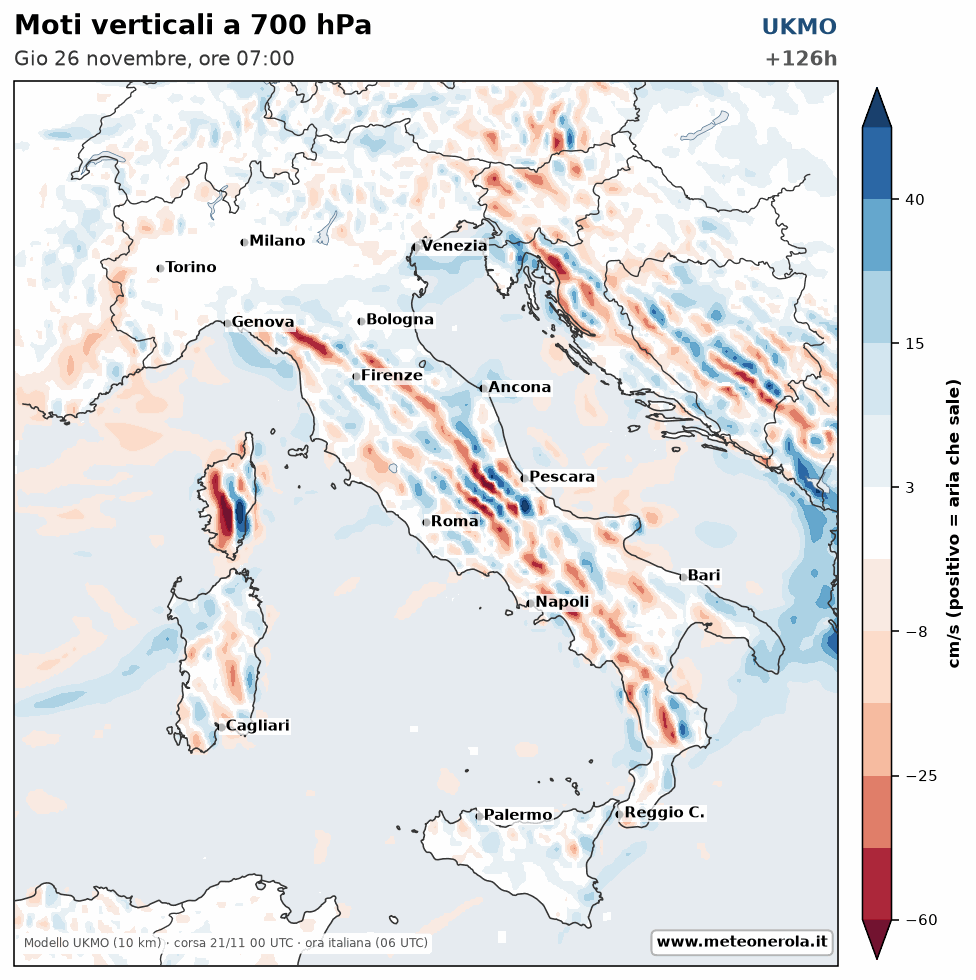 Moti verticali a 700 hPa
UKMO
Gio 26 novembre, ore 07:00
+126h
Milano
Venezia
Torino
Genova
Bologna
Firenze
Ancona
Pescara
Roma
Bari
Napoli
Cagliari
Palermo
Reggio C.
40
15
3
−8
−25
−60
cm/s (positivo = aria che sale)
Modello UKMO (10 km) · corsa 21/11 00 UTC · ora italiana (06 UTC)
www.meteonerola.it